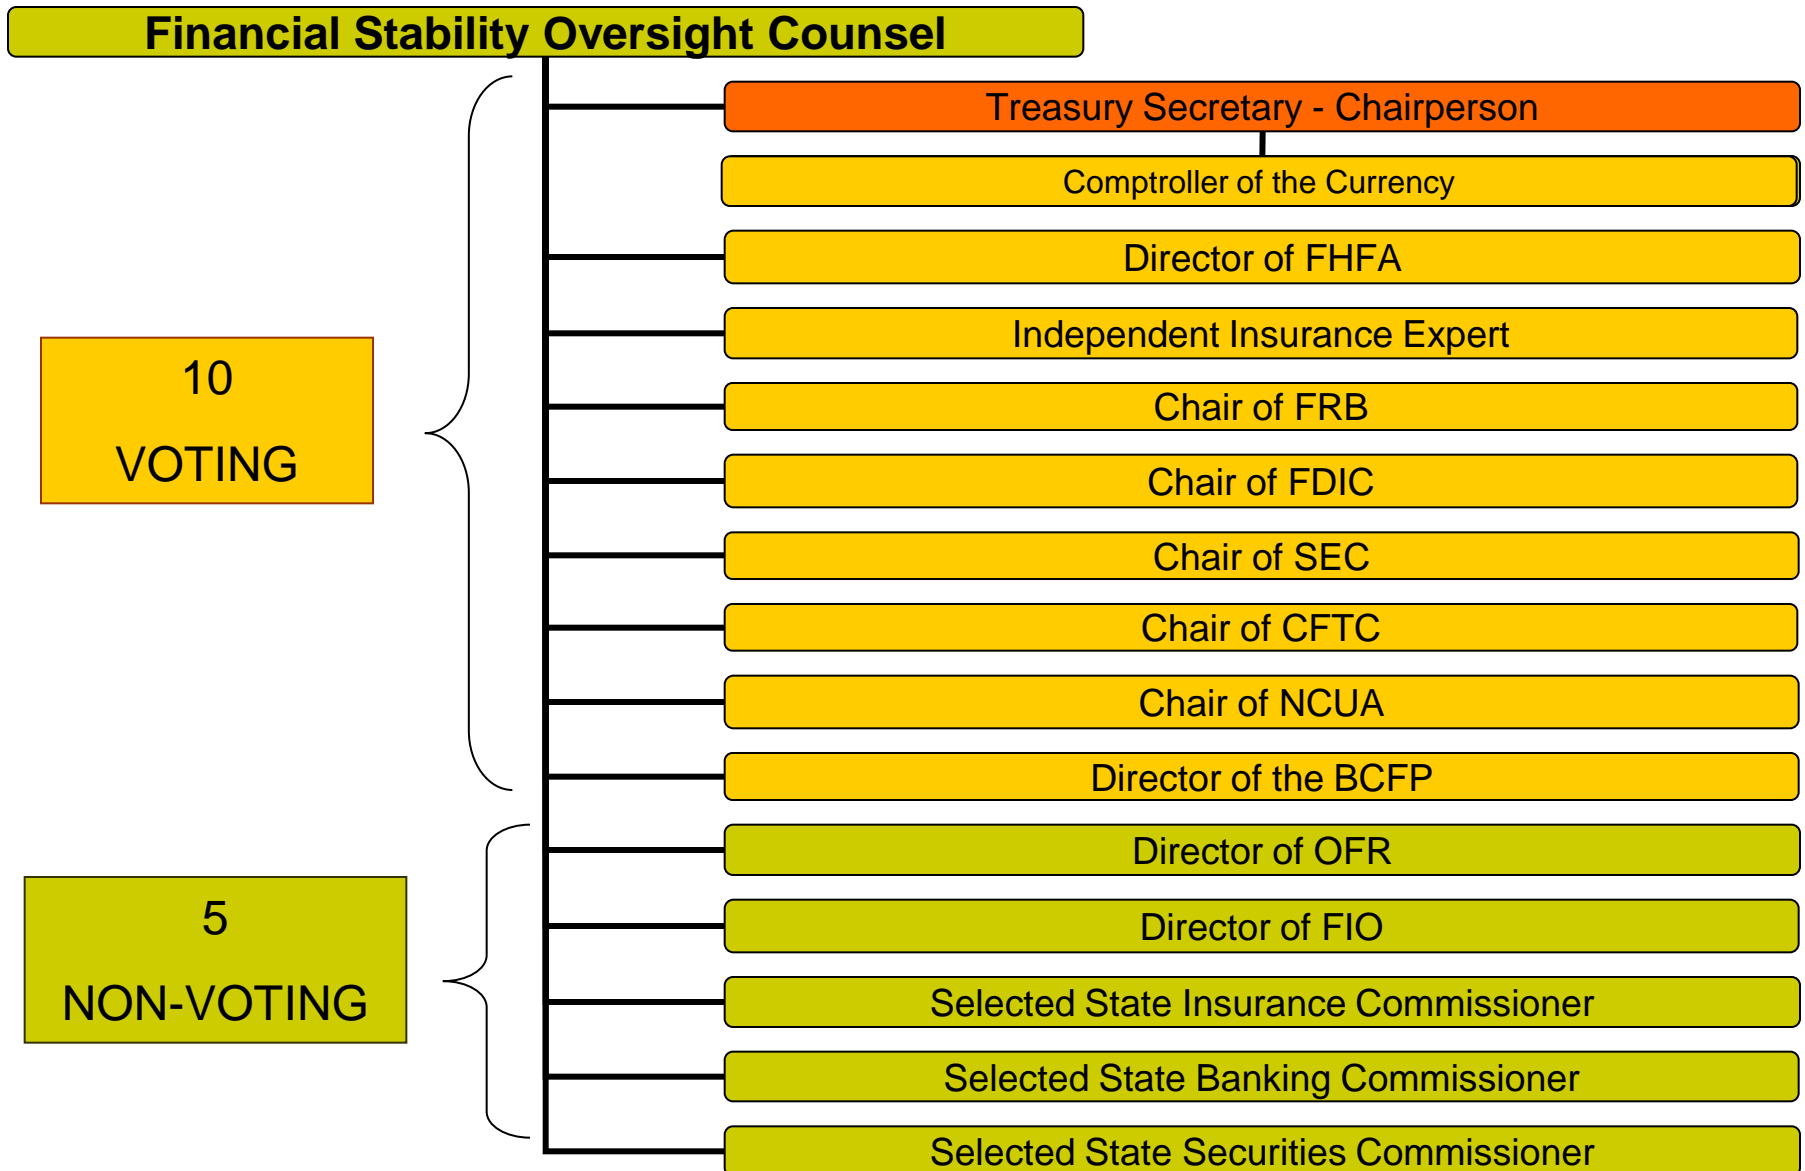 Financial Stability Oversight Counsel
Treasury Secretary - Chairperson
Comptroller of the Currency
Director of FHFA
Independent Insurance Expert
Chair of FRB
Chair of FDIC
Chair of SEC
Chair of CFTC
Chair of NCUA
Director of the BCFP
10
VOTING
Director of OFR
Director of FIO
Selected State Insurance Commissioner
Selected State Banking Commissioner
Selected State Securities Commissioner
5
NON-VOTING